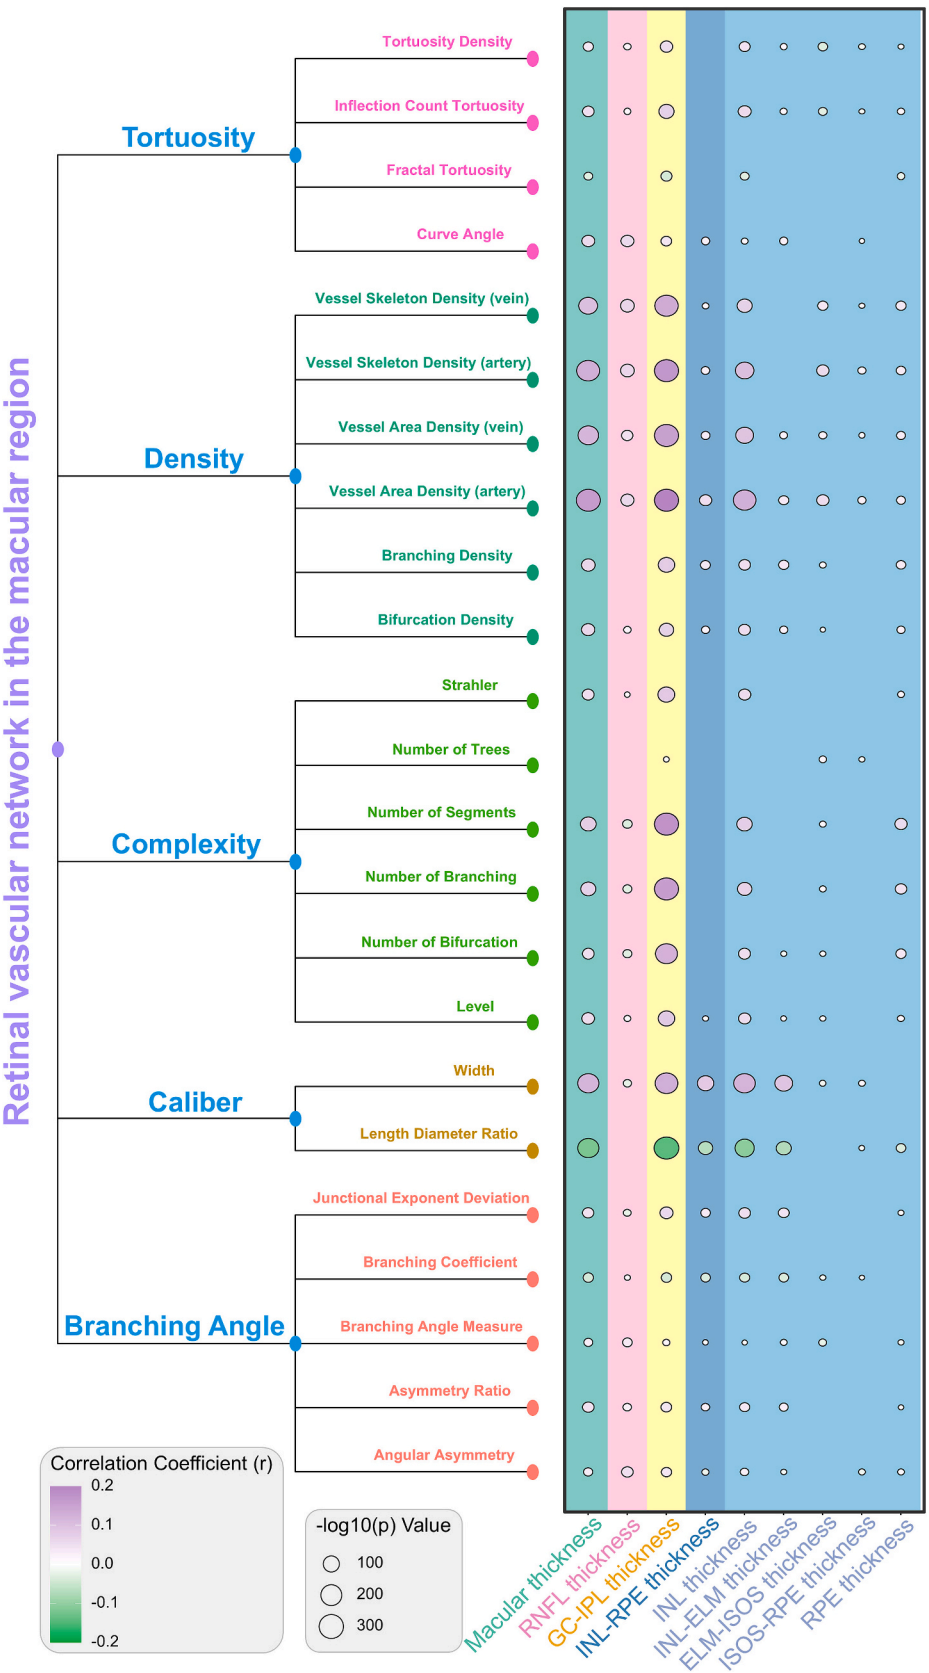 Retinal vascular network in the macular region
Tortuosity
Tortuosity Density
Inflection Count Tortuosity
Fractal Tortuosity
Curve Angle
Density
Vessel Skeleton Density (vein)
Vessel Skeleton Density (artery)
Vessel Area Density (vein)
Vessel Area Density (artery)
Branching Density
Bifurcation Density
Complexity
Strahler
Number of Trees
Number of Segments
Number of Branching
Number of Bifurcation
Level
Caliber
Width
Length Diameter Ratio
Branching Angle
Junctional Exponent Deviation
Branching Coefficient
Branching Angle Measure
Asymmetry Ratio
Angular Asymmetry
Correlation Coefficient (r)
0.2
0.1
0.0
-0.1
-0.2
-log10(p) Value
100
200
300
Macular thickness
RNFL thickness
GC-IPL thickness
INL-RPE thickness
INL thickness
INL-ELM thickness
ELM-ISOS thickness
ISOS-RPE thickness
RPE thickness